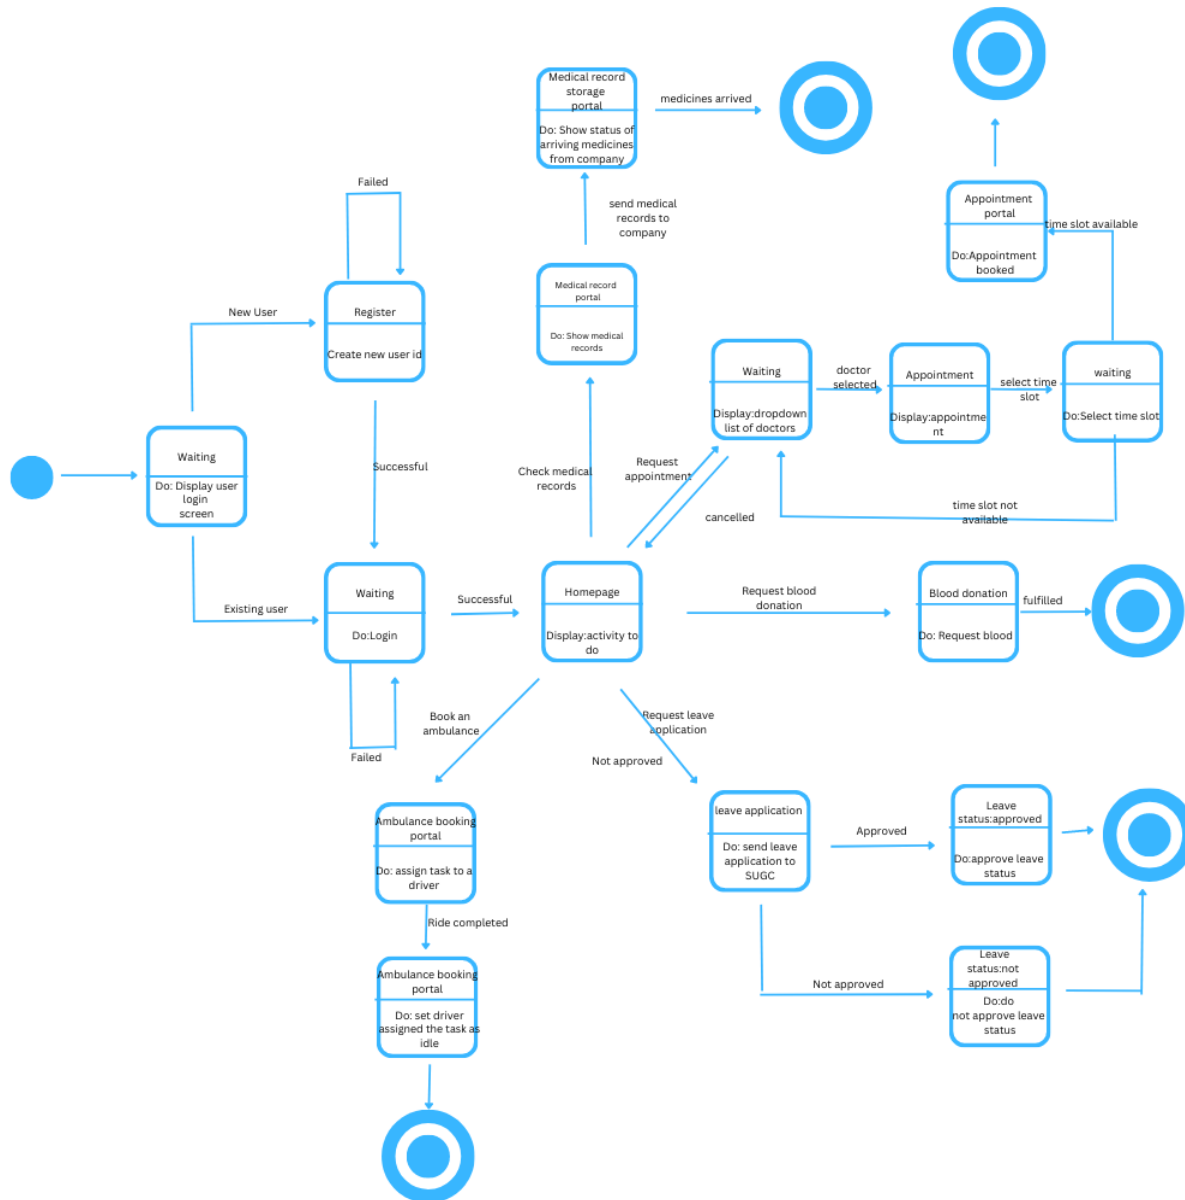 Medical record
storage
portal
Do: Show status of
arriving medicines
from company
medicines arrived
Failed
send medical
records to
company
Appointment
portal
Do:Appointment
booked
time slot available
New User
Register
Create new user id
Medical record
portal
Do: Show medical
records
Waiting
Display:dropdown
list of doctors
doctor
selected
Appointment
Display:appointme
nt
select time
slot
waiting
Do:Select time slot
Waiting
Do: Display user
login
screen
Successful
Check medical
records
Request
appointment
cancelled
time slot not
available
Existing user
Waiting
Do:Login
Successful
Homepage
Display:activity to
do
Request blood
donation
Blood donation
Do: Request blood
fulfilled
Failed
Book an
ambulance
Request leave
application
Not approved
Ambulance booking
portal
Do: assign task to a
driver
Ride completed
Ambulance booking
portal
Do: set driver
assigned the task as
idle
leave application
Do: send leave
application to
SUGC
Approved
Leave
status:approved
Do:approve leave
status
Not approved
Leave
status:not
approved
Do:do
not approve leave
status